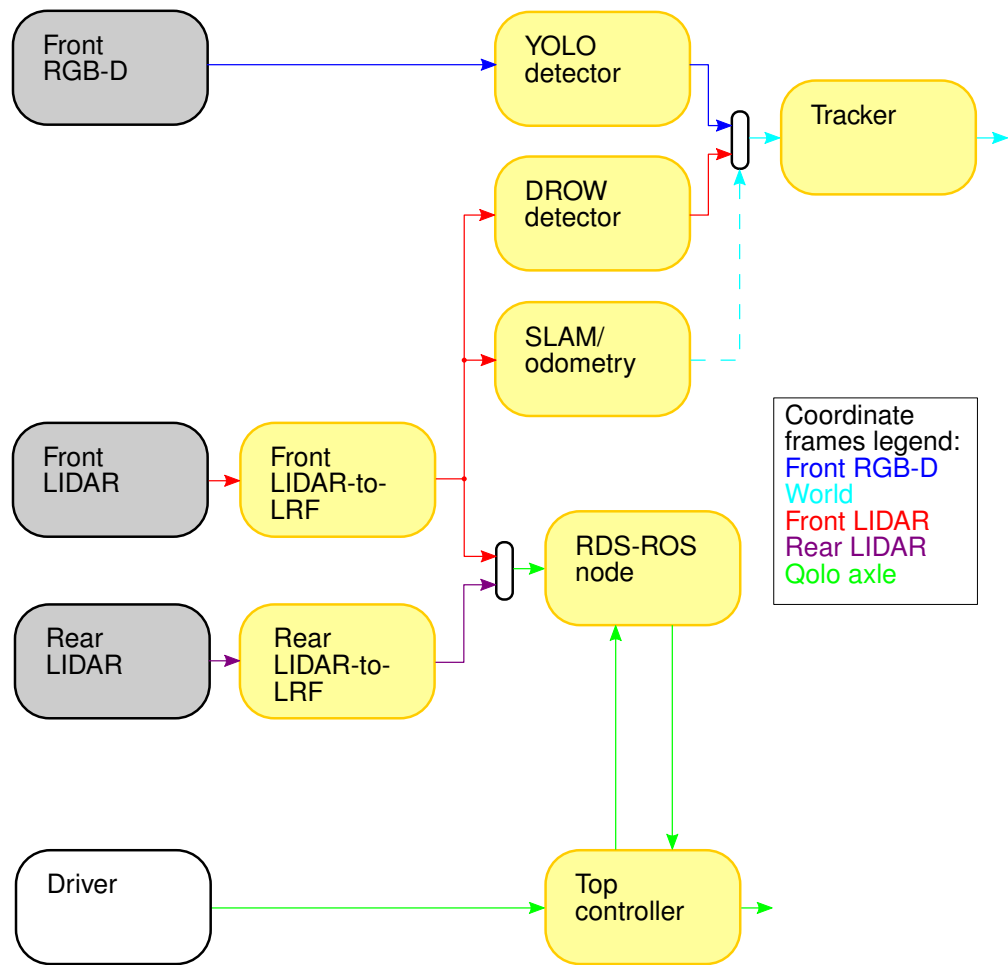 Front
RGB-D
YOLO
detector
Tracker
DROW
detector
SLAM/
odometry
Front
LIDAR
Front
LIDAR-to-
LRF
Coordinate
frames legend:
Front RGB-D
World
Front LIDAR
Rear LIDAR
Qolo axle
RDS-ROS
node
Rear
LIDAR
Rear
LIDAR-to-
LRF
Driver
Top
controller